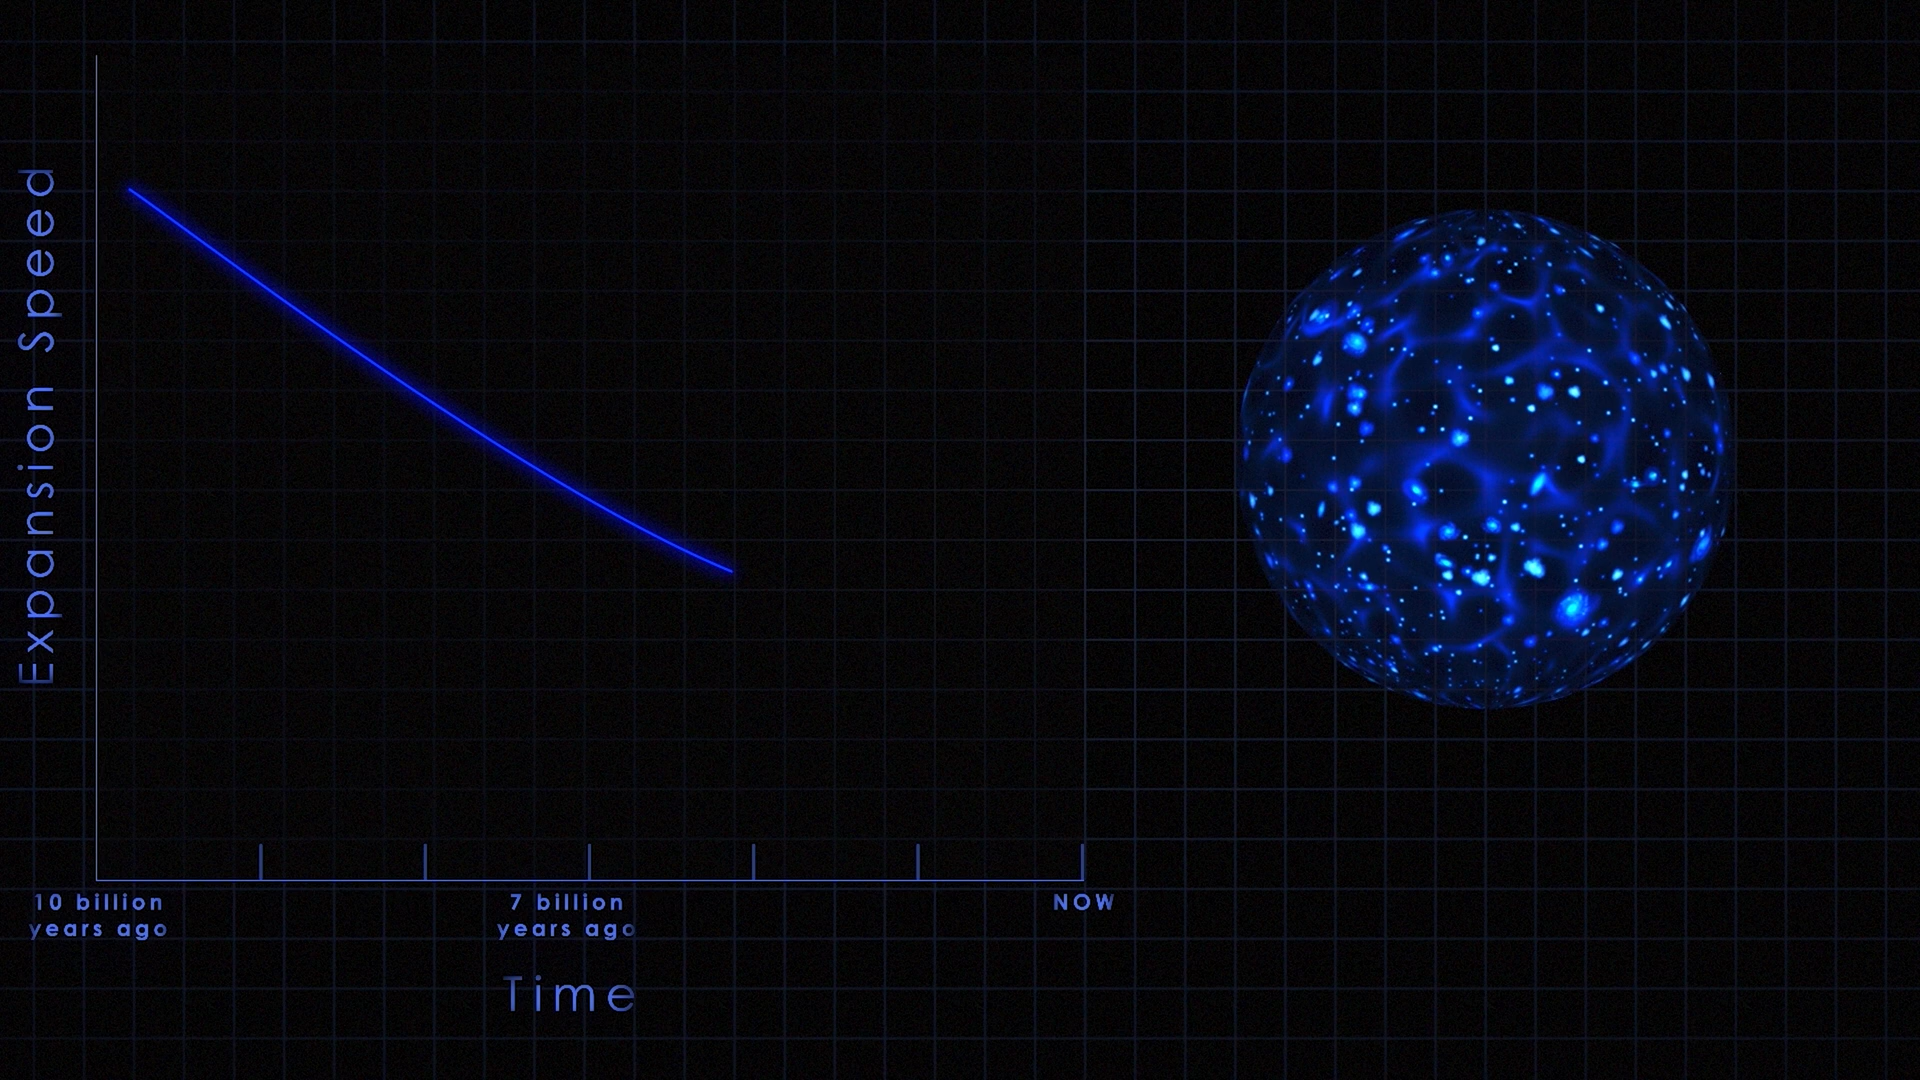 Expansion Speed
10 billion
years ago
7 billion
years ago
NOW
Time